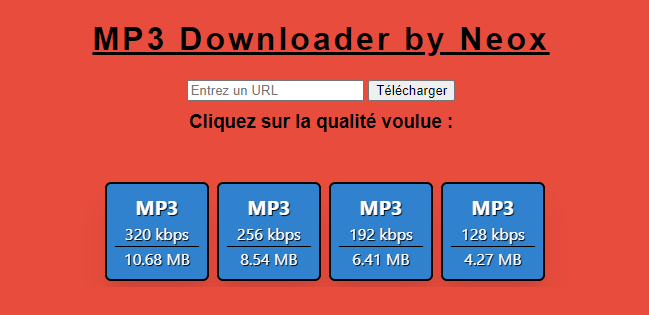 MP3 Downloader by Neox
Entrez un URL Télécharger
Cliquez sur la qualité voulue :
MP3 MP3 MP3 MP3
320 kbps 256 kbps 192 kbps 128 kbps
10.68 MB 8.54 MB 6.41 MB 4.27 MB